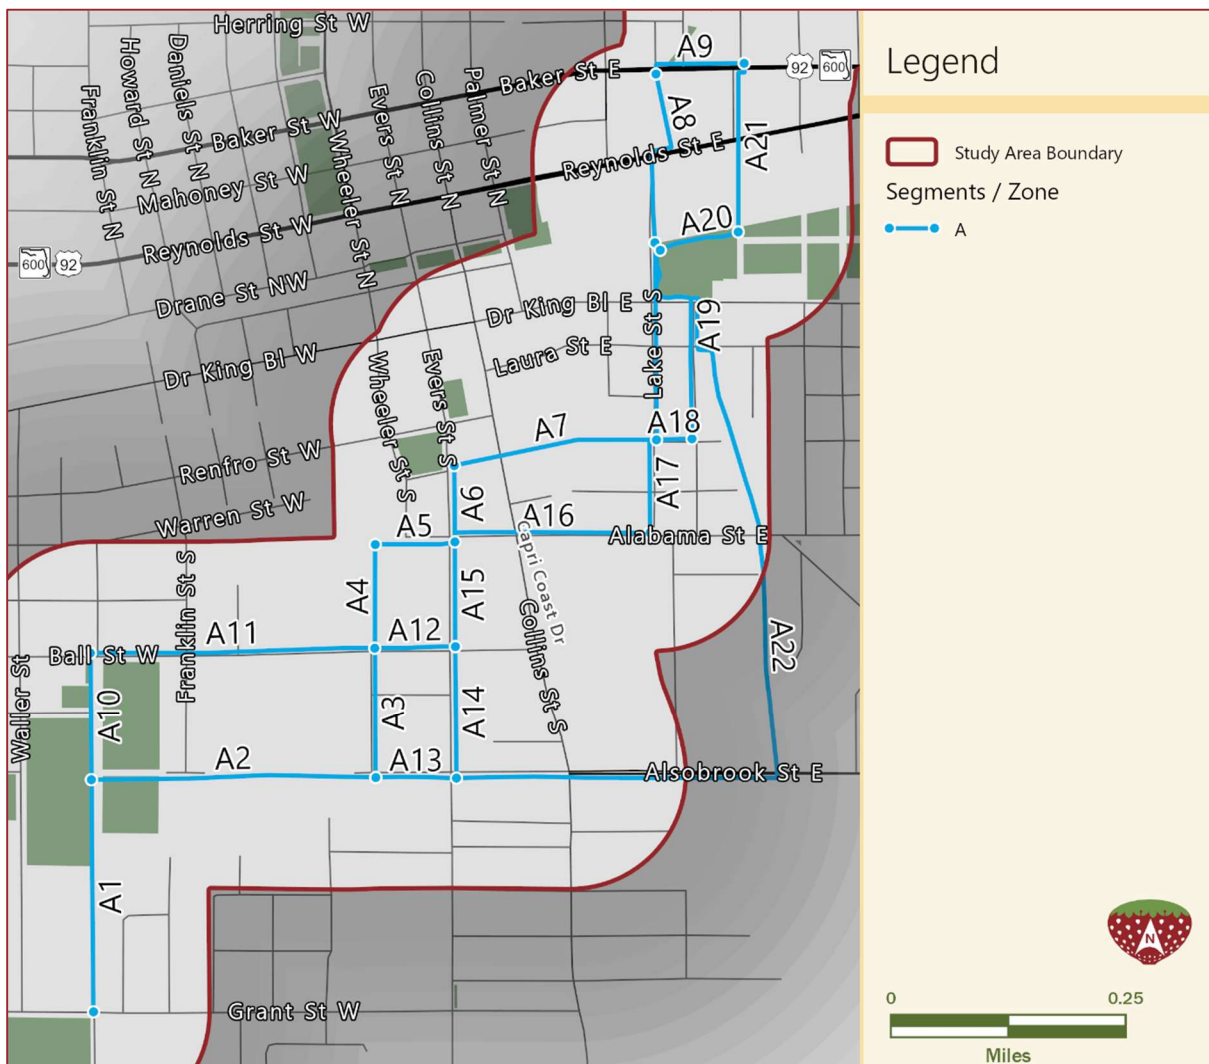 Herring St W
Howard St N
Daniels St N
Franklin St N
Baker St W
Baker St E
Wheeler St N
Evers St N
Collins St N
Palmer St N
Mahoney St W
Reynolds St W
Reynolds St E
600
92
92
600
A9
A8
A21
A20
Drane St NW
Dr King Bl E
Dr King Bl W
Laura St E
Lake St S
A19
Wheeler St S
Evers St S
A7
A18
Renfro St W
A6
A17
Warren St W
A5
A16
Alabama St E
Capri Coast Dr
Franklin St S
A4
A15
Collins St S
A11
A12
Ball St W
A22
Waller St
A10
A3
A14
A2
A13
Alsobrook St E
A1
Grant St W
Legend
Study Area Boundary
Segments / Zone
A
N
0
0.25
Miles